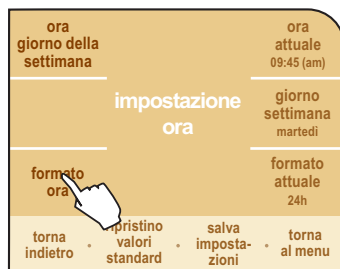 ora
giorno della
settimana
ora
attuale
09:45 (am)
impostazione
ora
giorno
settimana
martedì
formato
ora
formato
attuale
24h
torna
indietro
•
ripristino
valori
standard
•
salva
imposta-
zioni
•
torna
al menu